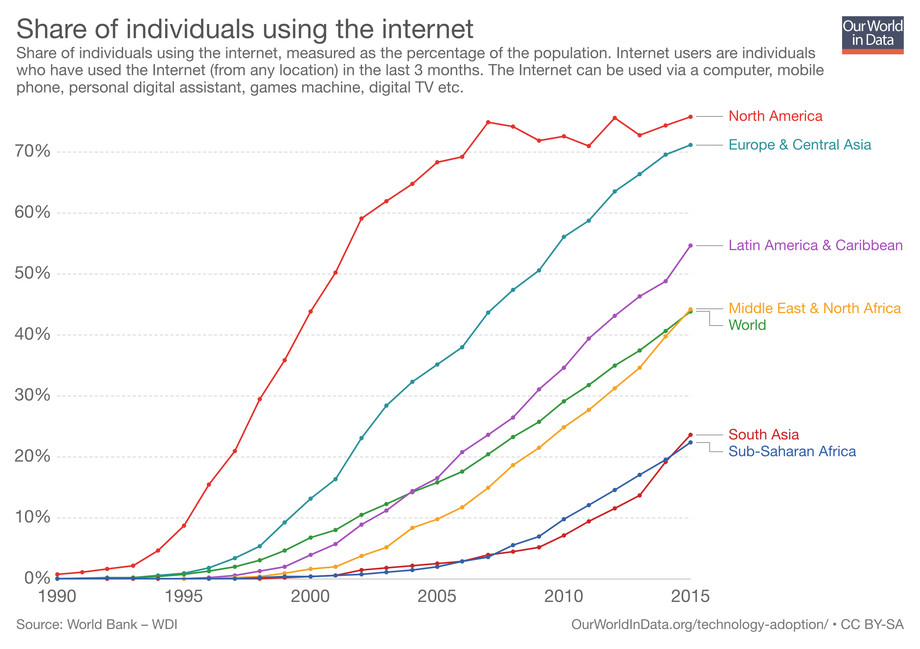 Share of individuals using the internet
Our World
in Data
Share of individuals using the internet, measured as the percentage of the population. Internet users are individuals
who have used the Internet (from any location) in the last 3 months. The Internet can be used via a computer, mobile
phone, personal digital assistant, games machine, digital TV etc.
North America
70%
Europe & Central Asia
60%
Latin America & Caribbean
50%
Middle East & North Africa
World
40%
30%
South Asia
Sub-Saharan Africa
20%
10%
0%
1990 1995 2000 2005 2010 2015
Source: World Bank – WDI
OurWorldInData.org/technology-adoption/ • CC BY-SA